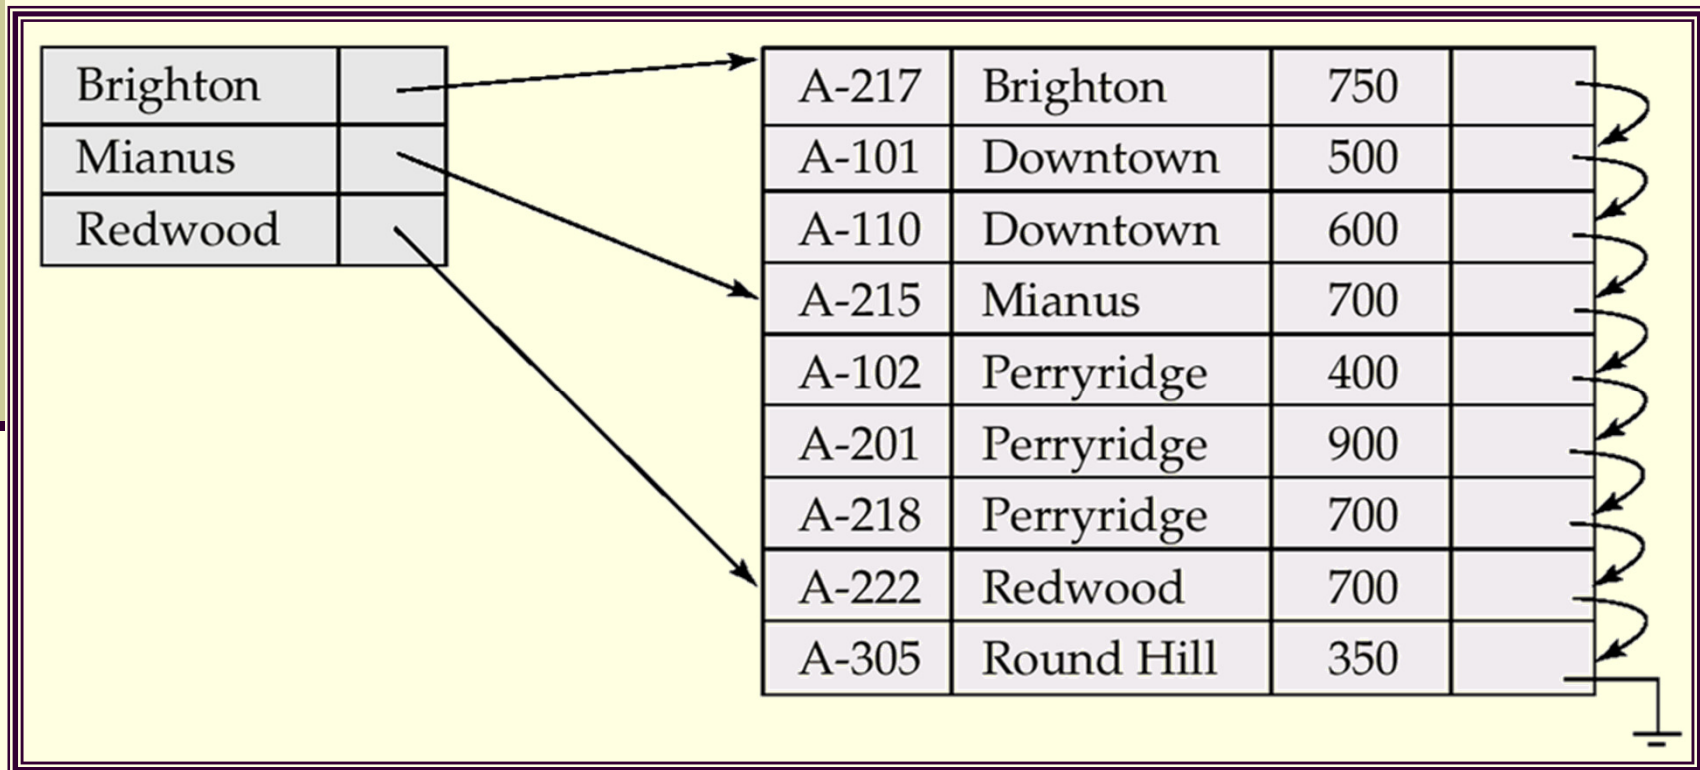 Brighton
Mianus
Redwood
A-217 Brighton 750
A-101 Downtown 500
A-110 Downtown 600
A-215 Mianus 700
A-102 Perryridge 400
A-201 Perryridge 900
A-218 Perryridge 700
A-222 Redwood 700
A-305 Round Hill 350